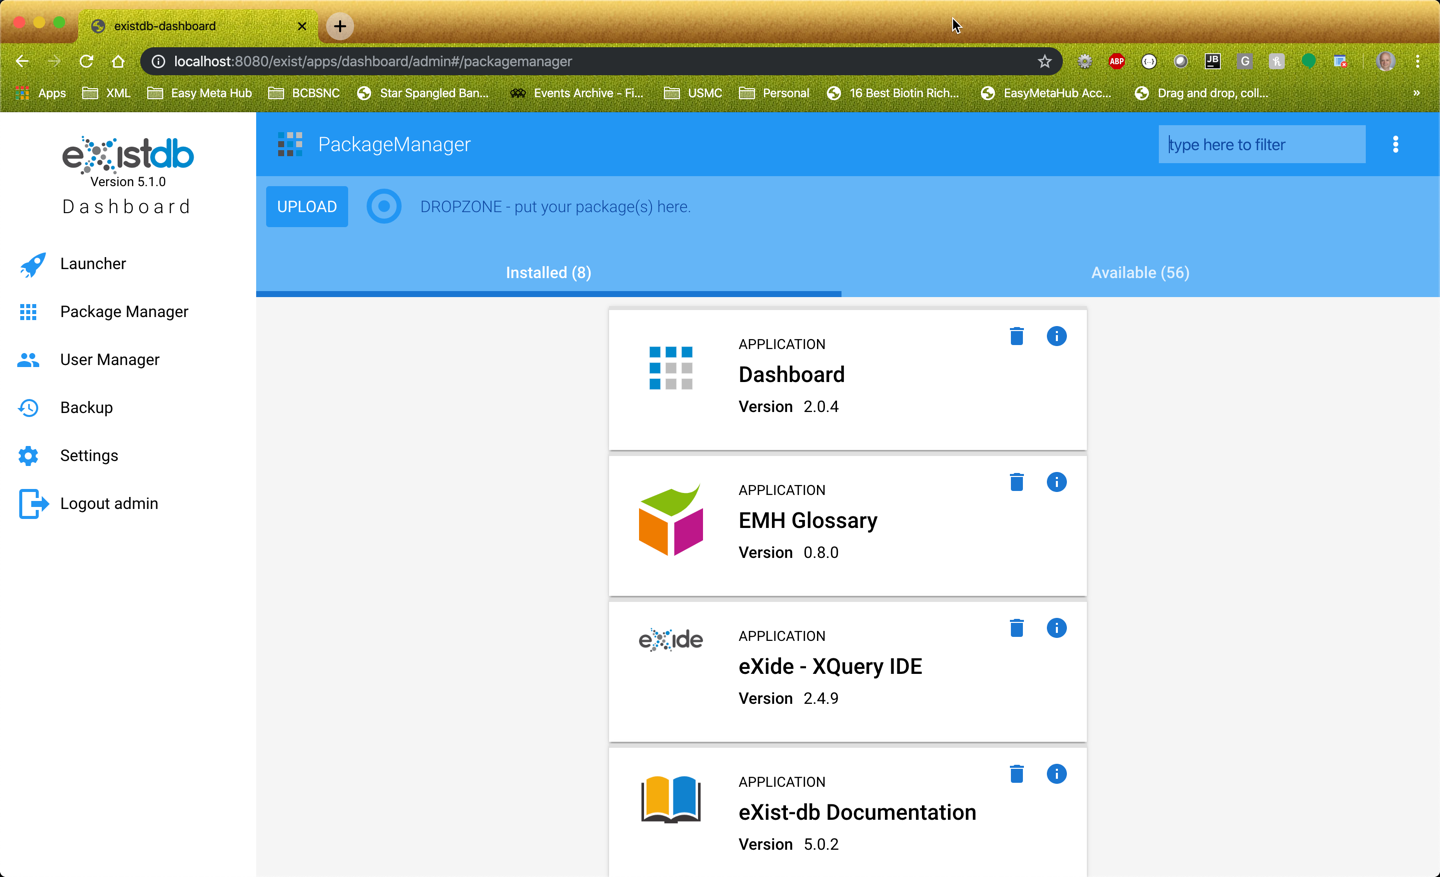 existdb-dashboard
localhost:8080/exist/apps/dashboard/admin#/packagemanager
ABP
JB
G
Apps
XML
Easy Meta Hub
BCBSNC
Star Spangled Ban...
Events Archive - Fi...
USMC
Personal
16 Best Biotin Rich...
EasyMetaHub Acc...
Drag and drop, coll...
»
eXistdb
Version 5.1.0
Dashboard
PackageManager
type here to filter
UPLOAD
DROPZONE - put your package(s) here.
Launcher
Package Manager
User Manager
Backup
Settings
Logout admin
Installed (8)
Available (56)
APPLICATION
Dashboard
Version 2.0.4
APPLICATION
EMH Glossary
Version 0.8.0
eXide
APPLICATION
eXide - XQuery IDE
Version 2.4.9
APPLICATION
eXist-db Documentation
Version 5.0.2